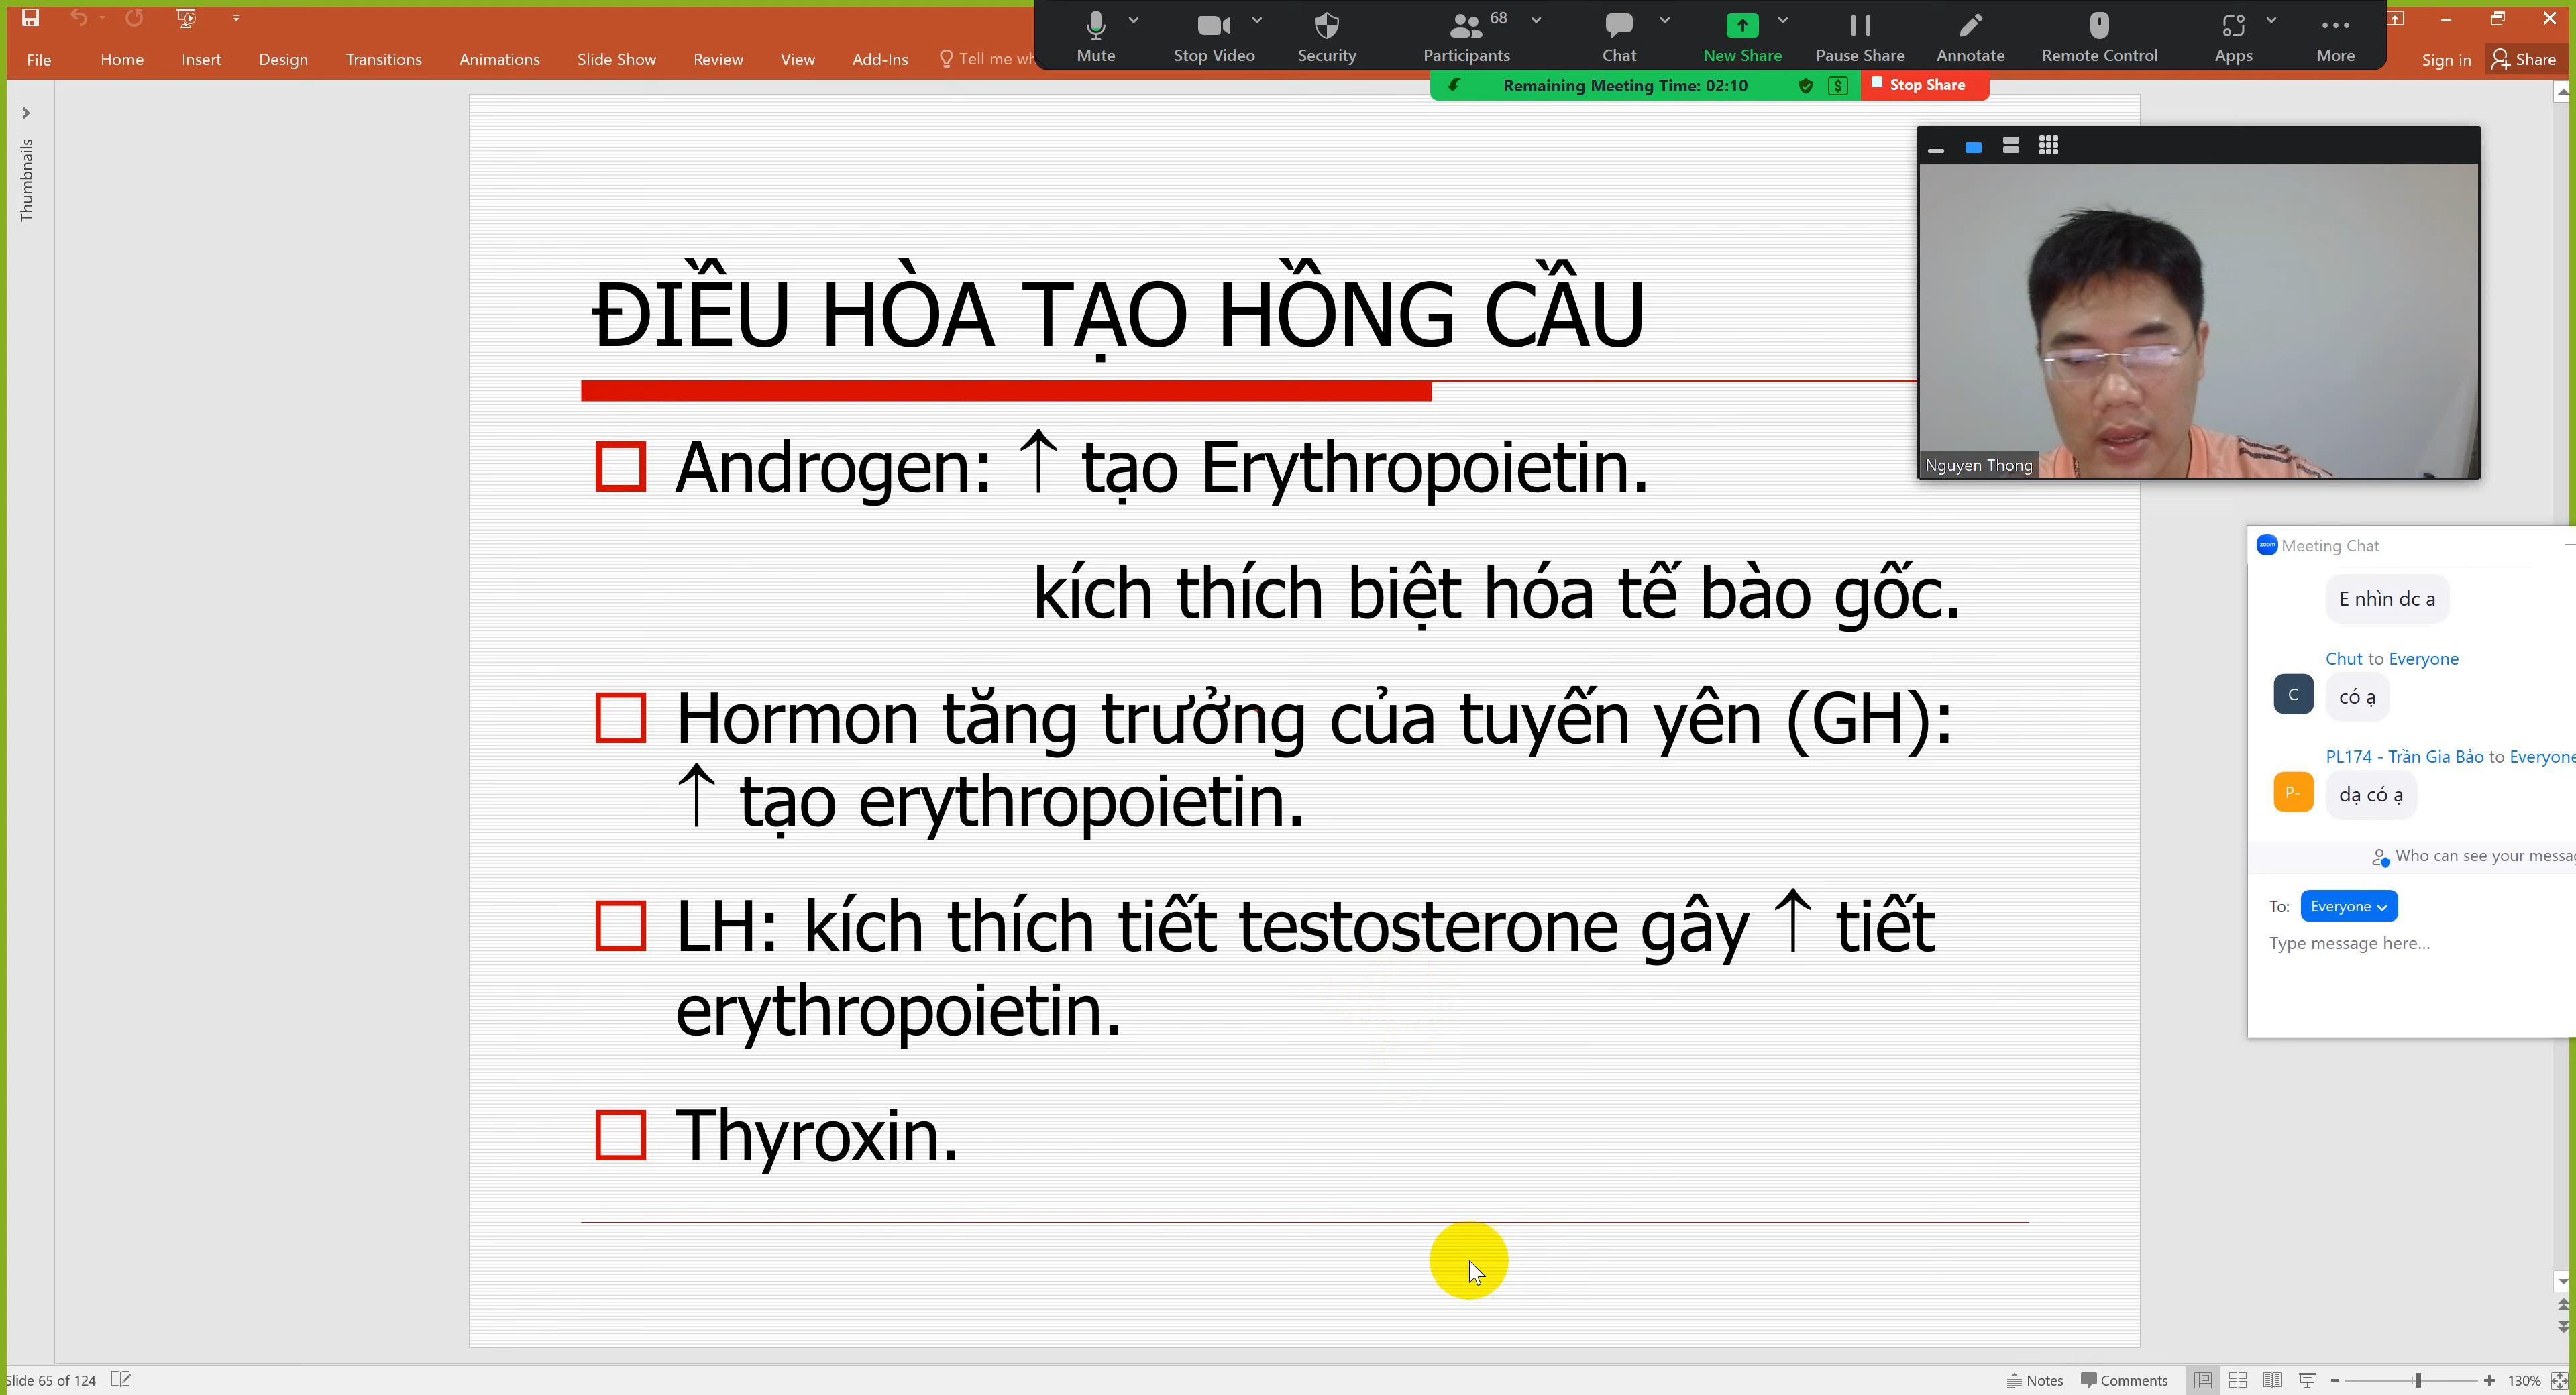 Mute
Stop Video
Security
68
Participants
Chat
New Share
Pause Share
Annotate
Remote Control
Apps
More
File
Home
Insert
Design
Transitions
Animations
Slide Show
Review
View
Add-Ins
Tell me wh
Sign in
Share
Remaining Meeting Time: 02:10
Stop Share
Thumbnails
ĐIỀU HÒA TẠO HỒNG CẦU
Androgen: ↑ tạo Erythropoietin.
kích thích biệt hóa tế bào gốc.
Hormon tăng trưởng của tuyến yên (GH):
↑ tạo erythropoietin.
LH: kích thích tiết testosterone gây ↑ tiết
erythropoietin.
Thyroxin.
Nguyen Thong
zoom
Meeting Chat
E nhìn dc a
Chut to Everyone
C
có ạ
PL174 - Trần Gia Bảo to Everyone
P-
dạ có ạ
Who can see your messag
To: Everyone
Type message here...
Slide 65 of 124
Notes
Comments
130%